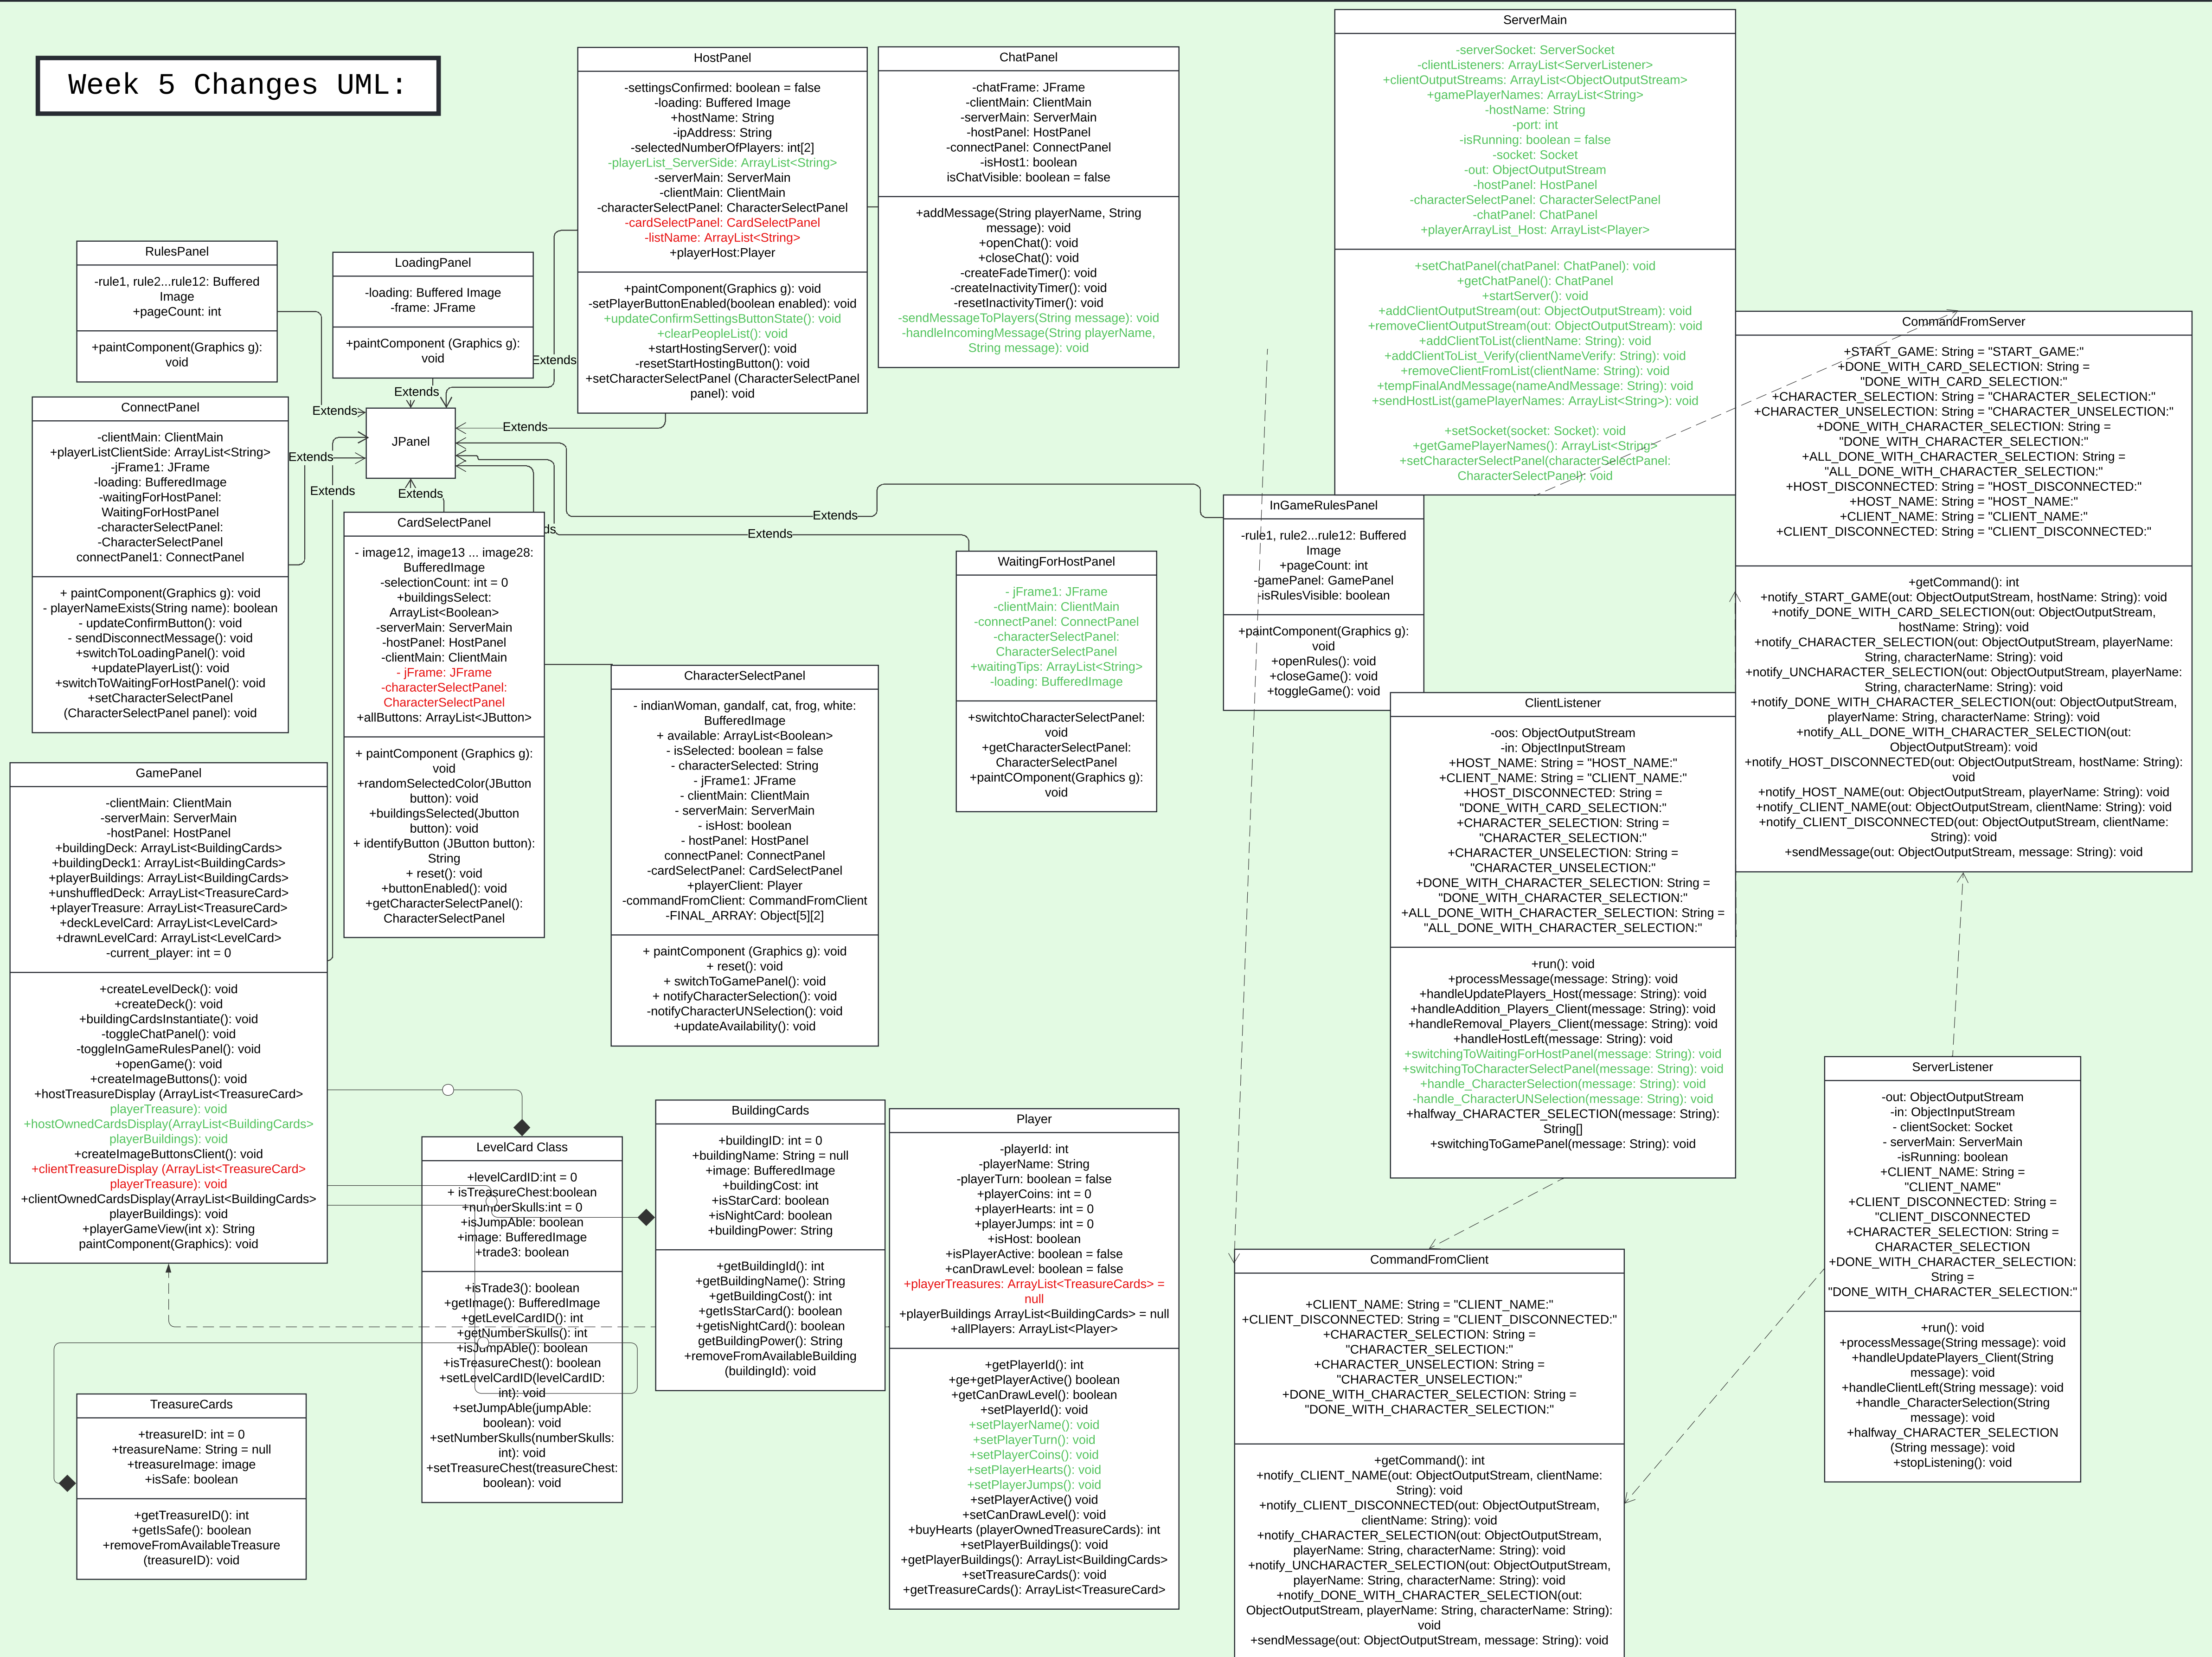 Week 5 Changes UML:
HostPanel
-settingsConfirmed: boolean = false
-loading: Buffered Image
+hostName: String
-ipAddress: String
-selectedNumberOfPlayers: int[2]
-playerList_ServerSide: ArrayList<String>
-serverMain: ServerMain
-clientMain: ClientMain
-characterSelectPanel: CharacterSelectPanel
-cardSelectPanel: CardSelectPanel
-listName: ArrayList<String>
+playerHost:Player
+paintComponent(Graphics g): void
-setPlayerButtonEnabled(boolean enabled): void
+updateConfirmSettingsButtonState(): void
+clearPeopleList(): void
+startHostingServer(): void
-resetStartHostingButton(): void
+setCharacterSelectPanel (CharacterSelectPanel
panel): void
ChatPanel
-chatFrame: JFrame
-clientMain: ClientMain
-serverMain: ServerMain
-hostPanel: HostPanel
-connectPanel: ConnectPanel
-isHost1: boolean
isChatVisible: boolean = false
+addMessage(String playerName, String
message): void
+openChat(): void
+closeChat(): void
-createFadeTimer(): void
-createInactivityTimer(): void
-resetInactivityTimer(): void
-sendMessageToPlayers(String message): void
-handleIncomingMessage(String playerName,
String message): void
ServerMain
-serverSocket: ServerSocket
-clientListeners: ArrayList<ServerListener>
+clientOutputStreams: ArrayList<ObjectOutputStream>
+gamePlayerNames: ArrayList<String>
-hostName: String
-port: int
-isRunning: boolean = false
-socket: Socket
-out: ObjectOutputStream
-hostPanel: HostPanel
-characterSelectPanel: CharacterSelectPanel
-chatPanel: ChatPanel
+playerArrayList_Host: ArrayList<Player>
+setChatPanel(chatPanel: ChatPanel): void
+getChatPanel(): ChatPanel
+startServer(): void
+addClientOutputStream(out: ObjectOutputStream): void
+removeClientOutputStream(out: ObjectOutputStream): void
+addClientToList(clientName: String): void
+addClientToList_Verify(clientNameVerify: String): void
+removeClientFromList(clientName: String): void
+tempFinalAndMessage(nameAndMessage: String): void
+sendHostList(gamePlayerNames: ArrayList<String>): void
+setSocket(socket: Socket): void
+getGamePlayerNames(): ArrayList<String>
+setCharacterSelectPanel(characterSelectPanel:
CharacterSelectPanel): void
RulesPanel
-rule1, rule2...rule12: Buffered
Image
+pageCount: int
+paintComponent(Graphics g):
void
LoadingPanel
-loading: Buffered Image
-frame: JFrame
+paintComponent (Graphics g):
void
Extends
Extends
Extends
Extends
Extends
Extends
Extends
Extends
Extends
ds
JPanel
CommandFromServer
+START_GAME: String = "START_GAME:"
+DONE_WITH_CARD_SELECTION: String =
"DONE_WITH_CARD_SELECTION:"
+CHARACTER_SELECTION: String = "CHARACTER_SELECTION:"
+CHARACTER_UNSELECTION: String = "CHARACTER_UNSELECTION:"
+DONE_WITH_CHARACTER_SELECTION: String =
"DONE_WITH_CHARACTER_SELECTION:"
+ALL_DONE_WITH_CHARACTER_SELECTION: String =
"ALL_DONE_WITH_CHARACTER_SELECTION:"
+HOST_DISCONNECTED: String = "HOST_DISCONNECTED:"
+HOST_NAME: String = "HOST_NAME:"
+CLIENT_NAME: String = "CLIENT_NAME:"
+CLIENT_DISCONNECTED: String = "CLIENT_DISCONNECTED:"
+getCommand(): int
+notify_START_GAME(out: ObjectOutputStream, hostName: String): void
+notify_DONE_WITH_CARD_SELECTION(out: ObjectOutputStream,
hostName: String): void
+notify_CHARACTER_SELECTION(out: ObjectOutputStream, playerName:
String, characterName: String): void
+notify_UNCHARACTER_SELECTION(out: ObjectOutputStream, playerName:
String, characterName: String): void
+notify_DONE_WITH_CHARACTER_SELECTION(out: ObjectOutputStream,
playerName: String, characterName: String): void
+notify_ALL_DONE_WITH_CHARACTER_SELECTION(out:
ObjectOutputStream): void
+notify_HOST_DISCONNECTED(out: ObjectOutputStream, hostName: String):
void
+notify_HOST_NAME(out: ObjectOutputStream, playerName: String): void
+notify_CLIENT_NAME(out: ObjectOutputStream, clientName: String): void
+notify_CLIENT_DISCONNECTED(out: ObjectOutputStream, clientName:
String): void
+sendMessage(out: ObjectOutputStream, message: String): void
ConnectPanel
-clientMain: ClientMain
+playerListClientSide: ArrayList<String>
-jFrame1: JFrame
-loading: BufferedImage
-waitingForHostPanel:
WaitingForHostPanel
-characterSelectPanel:
-CharacterSelectPanel
connectPanel1: ConnectPanel
+ paintComponent(Graphics g): void
- playerNameExists(String name): boolean
- updateConfirmButton(): void
- sendDisconnectMessage(): void
+switchToLoadingPanel(): void
+updatePlayerList(): void
+switchToWaitingForHostPanel(): void
+setCharacterSelectPanel
(CharacterSelectPanel panel): void
CardSelectPanel
- image12, image13 ... image28:
BufferedImage
-selectionCount: int = 0
+buildingsSelect:
ArrayList<Boolean>
-serverMain: ServerMain
-hostPanel: HostPanel
-clientMain: ClientMain
- jFrame: JFrame
-characterSelectPanel:
CharacterSelectPanel
+allButtons: ArrayList<JButton>
+ paintComponent (Graphics g):
void
+randomSelectedColor(JButton
button): void
+buildingsSelected(Jbutton
button): void
+ identifyButton (JButton button):
String
+ reset(): void
+buttonEnabled(): void
+getCharacterSelectPanel():
CharacterSelectPanel
CharacterSelectPanel
- indianWoman, gandalf, cat, frog, white:
BufferedImage
+ available: ArrayList<Boolean>
- isSelected: boolean = false
- characterSelected: String
- jFrame1: JFrame
- clientMain: ClientMain
- serverMain: ServerMain
- isHost: boolean
- hostPanel: HostPanel
connectPanel: ConnectPanel
-cardSelectPanel: CardSelectPanel
+playerClient: Player
-commandFromClient: CommandFromClient
-FINAL_ARRAY: Object[5][2]
+ paintComponent (Graphics g): void
+ reset(): void
+ switchToGamePanel(): void
+ notifyCharacterSelection(): void
-notifyCharacterUNSelection(): void
+updateAvailability(): void
WaitingForHostPanel
- jFrame1: JFrame
-clientMain: ClientMain
-connectPanel: ConnectPanel
-characterSelectPanel:
CharacterSelectPanel
+waitingTips: ArrayList<String>
-loading: BufferedImage
+switchtoCharacterSelectPanel:
void
+getCharacterSelectPanel:
CharacterSelectPanel
+paintCOmponent(Graphics g):
void
InGameRulesPanel
-rule1, rule2...rule12: Buffered
Image
+pageCount: int
-gamePanel: GamePanel
-isRulesVisible: boolean
+paintComponent(Graphics g):
void
+openRules(): void
+closeGame(): void
+toggleGame(): void
ClientListener
-oos: ObjectOutputStream
-in: ObjectInputStream
+HOST_NAME: String = "HOST_NAME:"
+CLIENT_NAME: String = "CLIENT_NAME:"
+HOST_DISCONNECTED: String =
"DONE_WITH_CARD_SELECTION:"
+CHARACTER_SELECTION: String =
"CHARACTER_SELECTION:"
+CHARACTER_UNSELECTION: String =
"CHARACTER_UNSELECTION:"
+DONE_WITH_CHARACTER_SELECTION: String =
"DONE_WITH_CHARACTER_SELECTION:"
+ALL_DONE_WITH_CHARACTER_SELECTION: String =
"ALL_DONE_WITH_CHARACTER_SELECTION:"
+run(): void
+processMessage(message: String): void
+handleUpdatePlayers_Host(message: String): void
+handleAddition_Players_Client(message: String): void
+handleRemoval_Players_Client(message: String): void
+handleHostLeft(message: String): void
+switchingToWaitingForHostPanel(message: String): void
+switchingToCharacterSelectPanel(message: String): void
+handle_CharacterSelection(message: String): void
-handle_CharacterUNSelection(message: String): void
+halfway_CHARACTER_SELECTION(message: String):
String[]
+switchingToGamePanel(message: String): void
GamePanel
-clientMain: ClientMain
-serverMain: ServerMain
-hostPanel: HostPanel
+buildingDeck: ArrayList<BuildingCards>
+buildingDeck1: ArrayList<BuildingCards>
+playerBuildings: ArrayList<BuildingCards>
+unshuffledDeck: ArrayList<TreasureCard>
+playerTreasure: ArrayList<TreasureCard>
+deckLevelCard: ArrayList<LevelCard>
+drawnLevelCard: ArrayList<LevelCard>
-current_player: int = 0
+createLevelDeck(): void
+createDeck(): void
+buildingCardsInstantiate(): void
-toggleChatPanel(): void
-toggleInGameRulesPanel(): void
+openGame(): void
+createImageButtons(): void
+hostTreasureDisplay (ArrayList<TreasureCard>
playerTreasure): void
+hostOwnedCardsDisplay(ArrayList<BuildingCards>
playerBuildings): void
+createImageButtonsClient(): void
+clientTreasureDisplay (ArrayList<TreasureCard>
playerTreasure): void
+clientOwnedCardsDisplay(ArrayList<BuildingCards>
playerBuildings): void
+playerGameView(int x): String
paintComponent(Graphics): void
LevelCard Class
+levelCardID:int = 0
+ isTreasureChest:boolean
+numberSkulls:int = 0
+isJumpAble: boolean
+image: BufferedImage
+trade3: boolean
+isTrade3(): boolean
+getImage(): BufferedImage
+getLevelCardID(): int
+getNumberSkulls(): int
+isJumpAble(): boolean
+isTreasureChest(): boolean
+setLevelCardID(levelCardID:
int): void
+setJumpAble(jumpAble:
boolean): void
+setNumberSkulls(numberSkulls:
int): void
+setTreasureChest(treasureChest:
boolean): void
BuildingCards
+buildingID: int = 0
+buildingName: String = null
+image: BufferedImage
+buildingCost: int
+isStarCard: boolean
+isNightCard: boolean
+buildingPower: String
+getBuildingId(): int
+getBuildingName(): String
+getBuildingCost(): int
+getIsStarCard(): boolean
+getisNightCard(): boolean
getBuildingPower(): String
+removeFromAvailableBuilding
(buildingId): void
Player
-playerId: int
-playerName: String
-playerTurn: boolean = false
+playerCoins: int = 0
+playerHearts: int = 0
+playerJumps: int = 0
+isHost: boolean
+isPlayerActive: boolean = false
+canDrawLevel: boolean = false
+playerTreasures: ArrayList<TreasureCards> =
null
+playerBuildings ArrayList<BuildingCards> = null
+allPlayers: ArrayList<Player>
+getPlayerId(): int
+ge+getPlayerActive() boolean
+getCanDrawLevel(): boolean
+setPlayerId(): void
+setPlayerName(): void
+setPlayerTurn(): void
+setPlayerCoins(): void
+setPlayerHearts(): void
+setPlayerJumps(): void
+setPlayerActive() void
+setCanDrawLevel(): void
+buyHearts (playerOwnedTreasureCards): int
+setPlayerBuildings(): void
+getPlayerBuildings(): ArrayList<BuildingCards>
+setTreasureCards(): void
+getTreasureCards(): ArrayList<TreasureCard>
ServerListener
-out: ObjectOutputStream
-in: ObjectInputStream
- clientSocket: Socket
- serverMain: ServerMain
-isRunning: boolean
+CLIENT_NAME: String =
"CLIENT_NAME"
+CLIENT_DISCONNECTED: String =
"CLIENT_DISCONNECTED
+CHARACTER_SELECTION: String =
CHARACTER_SELECTION
+DONE_WITH_CHARACTER_SELECTION:
String =
"DONE_WITH_CHARACTER_SELECTION:"
+run(): void
+processMessage(String message): void
+handleUpdatePlayers_Client(String
message): void
+handleClientLeft(String message): void
+handle_CharacterSelection(String
message): void
+halfway_CHARACTER_SELECTION
(String message): void
+stopListening(): void
CommandFromClient
+CLIENT_NAME: String = "CLIENT_NAME:"
+CLIENT_DISCONNECTED: String = "CLIENT_DISCONNECTED:"
+CHARACTER_SELECTION: String =
"CHARACTER_SELECTION:"
+CHARACTER_UNSELECTION: String =
"CHARACTER_UNSELECTION:"
+DONE_WITH_CHARACTER_SELECTION: String =
"DONE_WITH_CHARACTER_SELECTION:"
+getCommand(): int
+notify_CLIENT_NAME(out: ObjectOutputStream, clientName:
String): void
+notify_CLIENT_DISCONNECTED(out: ObjectOutputStream,
clientName: String): void
+notify_CHARACTER_SELECTION(out: ObjectOutputStream,
playerName: String, characterName: String): void
+notify_UNCHARACTER_SELECTION(out: ObjectOutputStream,
playerName: String, characterName: String): void
+notify_DONE_WITH_CHARACTER_SELECTION(out:
ObjectOutputStream, playerName: String, characterName: String):
void
+sendMessage(out: ObjectOutputStream, message: String): void
TreasureCards
+treasureID: int = 0
+treasureName: String = null
+treasureImage: image
+isSafe: boolean
+getTreasureID(): int
+getIsSafe(): boolean
+removeFromAvailableTreasure
(treasureID): void